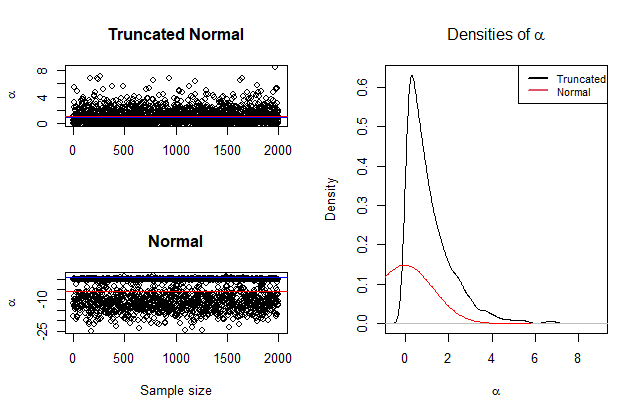 Truncated Normal
α
8
4
0
0 500 1000 1500 2000
Normal
α
-10
-25
0 500 1000 1500 2000
Sample size
Densities of α
Density
0.6
0.5
0.4
0.3
0.2
0.1
0.0
Truncated
Normal
0 2 4 6 8
α